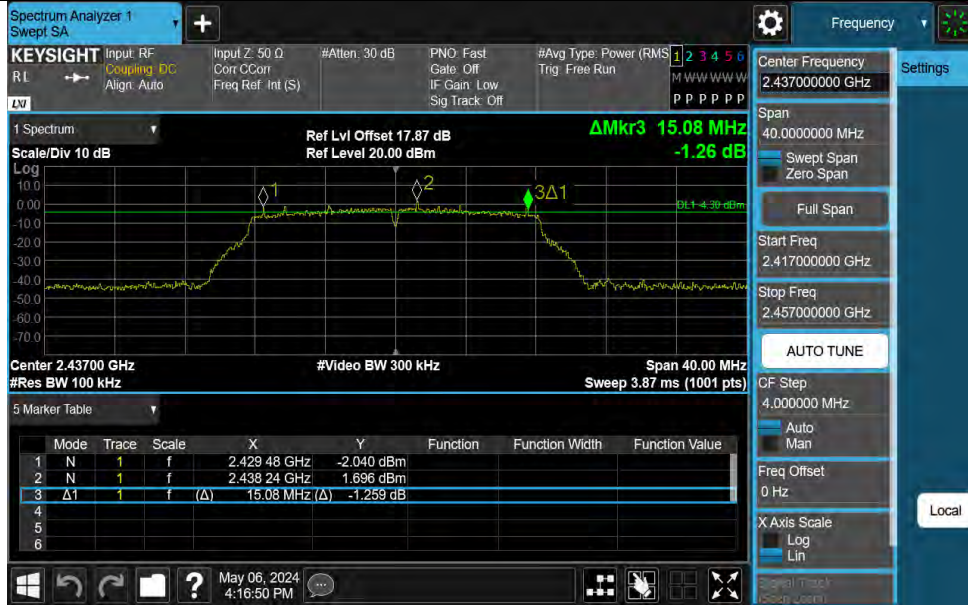 Spectrum Analyzer 1
Swept SA
Frequency
KEYSIGHT
RL
LXI
Input: RF
Coupling: DC
Align: Auto
Input Z: 50 Ω
Corr CCorr
Freq Ref: Int (S)
#Atten: 30 dB
PNO: Fast
Gate: Off
IF Gain: Low
Sig Track: Off
#Avg Type: Power (RMS
Trig: Free Run
1 2 3 4 5 6
M W W W W W
P P P P P P
Center Frequency
2.437000000 GHz
Settings
Span
40.0000000 MHz
Swept Span
Zero Span
Full Span
Start Freq
2.417000000 GHz
Stop Freq
2.457000000 GHz
AUTO TUNE
CF Step
4.000000 MHz
Auto
Man
Freq Offset
0 Hz
X Axis Scale
Log
Lin
Local
1 Spectrum
Scale/Div 10 dB
Ref Lvl Offset 17.87 dB
Ref Level 20.00 dBm
ΔMkr3 15.08 MHz
-1.26 dB
Log
10.0
0.00
-10.0
-20.0
-30.0
-40.0
-50.0
-60.0
-70.0
1
2
3Δ1
DL1 -4.30 dBm
Center 2.43700 GHz
#Res BW 100 kHz
#Video BW 300 kHz
Span 40.00 MHz
Sweep 3.87 ms (1001 pts)
5 Marker Table
Mode Trace Scale X Y Function Function Width Function Value
1 N 1 f 2.429 48 GHz -2.040 dBm
2 N 1 f 2.438 24 GHz 1.696 dBm
3 Δ1 1 f (Δ) 15.08 MHz (Δ) -1.259 dB
4
5
6
May 06, 2024
4:16:50 PM